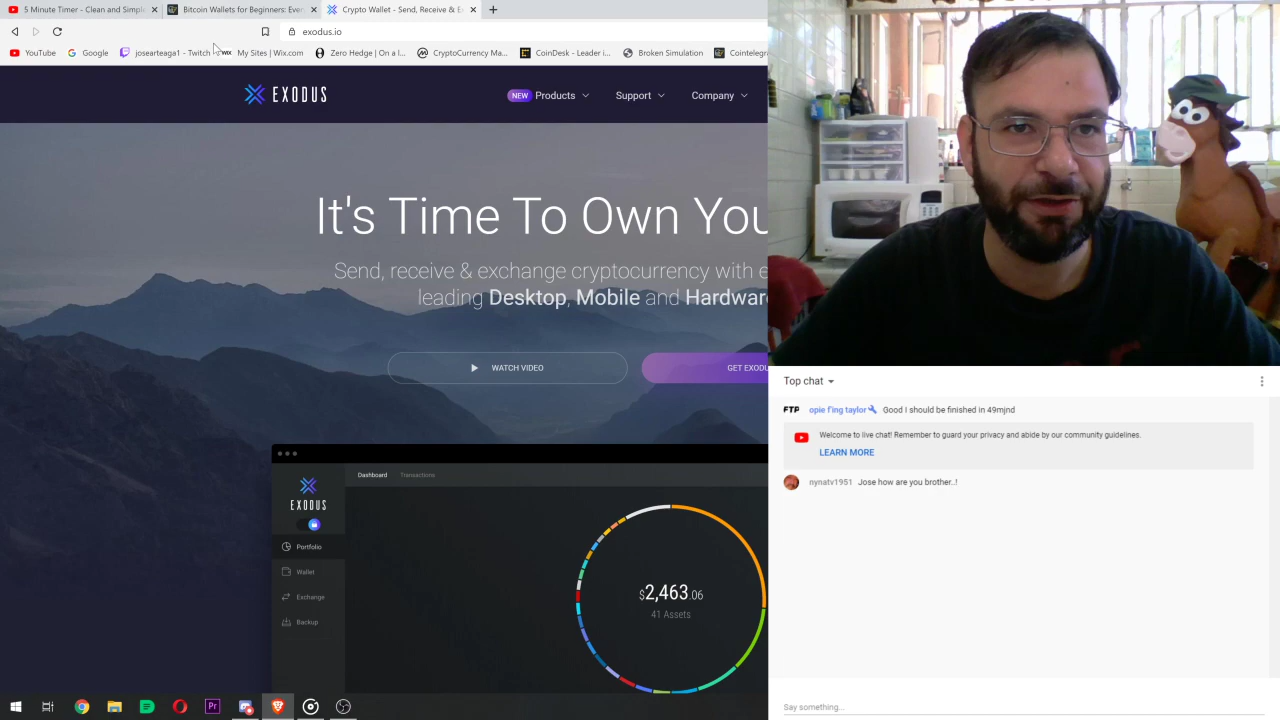 5 Minute Timer - Clean and Simple
Bitcoin Wallets for Beginners: Ever
Crypto Wallet - Send, Receive & Ex
exodus.io
YouTube
Google
josearteaga1 - Twitch
WIX
My Sites | Wix.com
Zero Hedge | On a l...
CryptoCurrency Ma...
CoinDesk - Leader i...
Broken Simulation
Cointelegr
EXODUS
NEW Products
Support
Company
It's Time To Own You
Send, receive & exchange cryptocurrency with e
leading Desktop, Mobile and Hardwar
WATCH VIDEO
GET EXODU
Dashboard
Transactions
EXODUS
Portfolio
Wallet
Exchange
Backup
$2,463.06
41 Assets
Pr
Top chat
FTP opie f'ing taylor Good I should be finished in 49mjnd
Welcome to live chat! Remember to guard your privacy and abide by our community guidelines.
LEARN MORE
nynatv1951 Jose how are you brother..!
Say something...